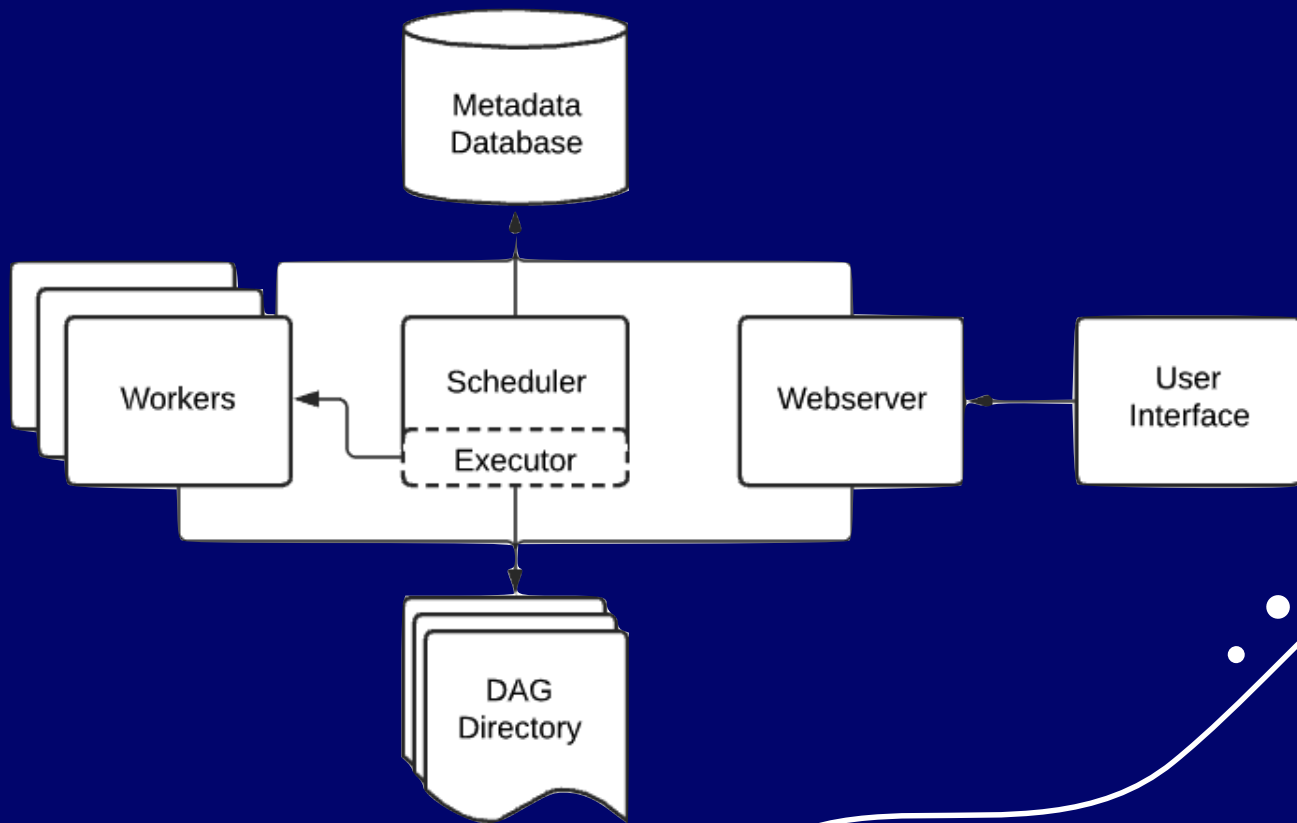 Metadata
Database
Workers
Scheduler
Executor
Webserver
User
Interface
DAG
Directory